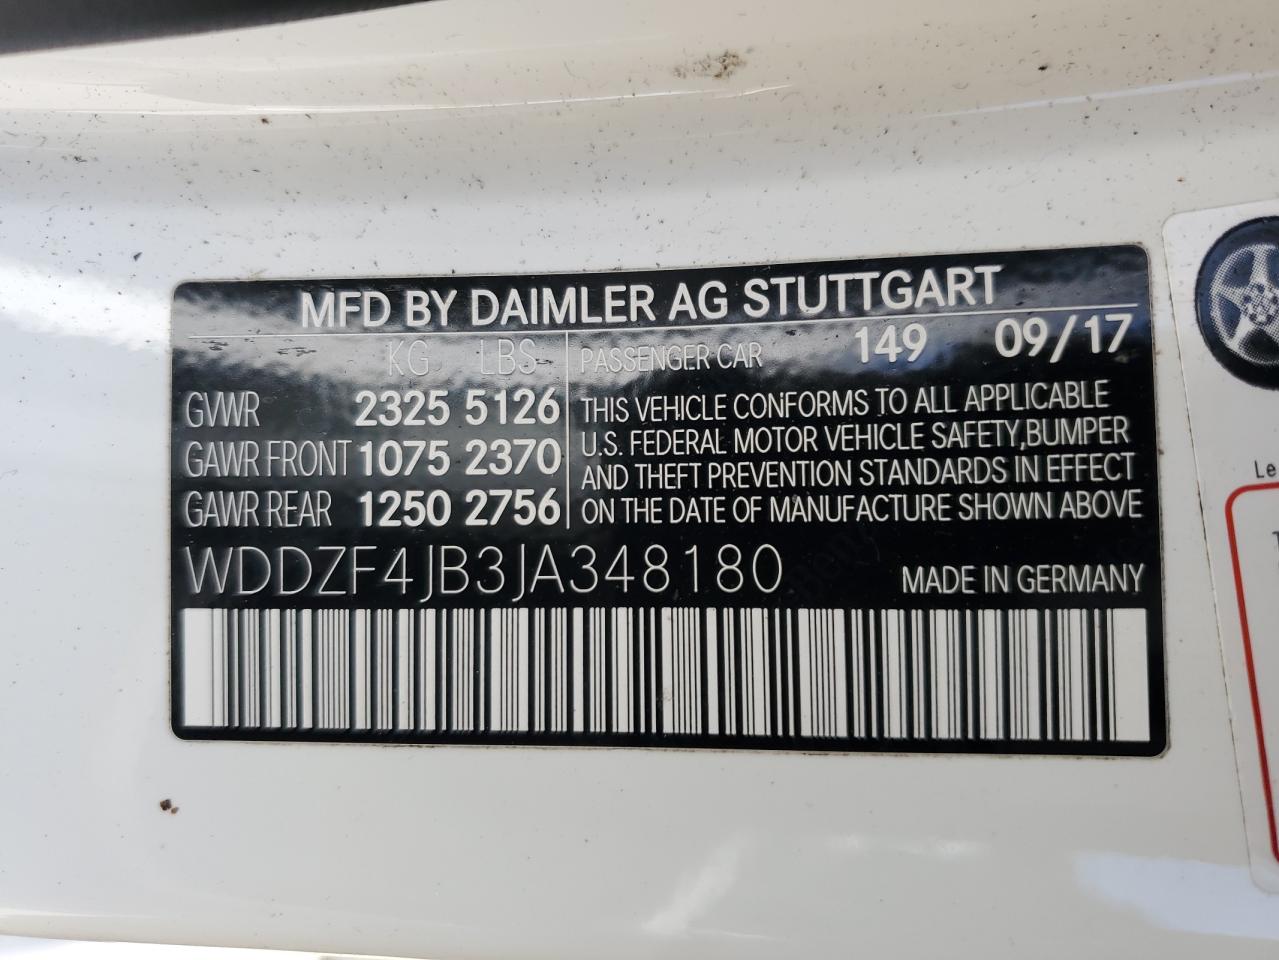 MFD BY DAIMLER AG STUTTGART
KG LBS
GVWR 2325 5126
GAWR FRONT 1075 2370
GAWR REAR 1250 2756
PASSENGER CAR 149 09/17
THIS VEHICLE CONFORMS TO ALL APPLICABLE
U.S. FEDERAL MOTOR VEHICLE SAFETY,BUMPER
AND THEFT PREVENTION STANDARDS IN EFFECT
ON THE DATE OF MANUFACTURE SHOWN ABOVE
WDDZF4JB3JA348180 MADE IN GERMANY
Le